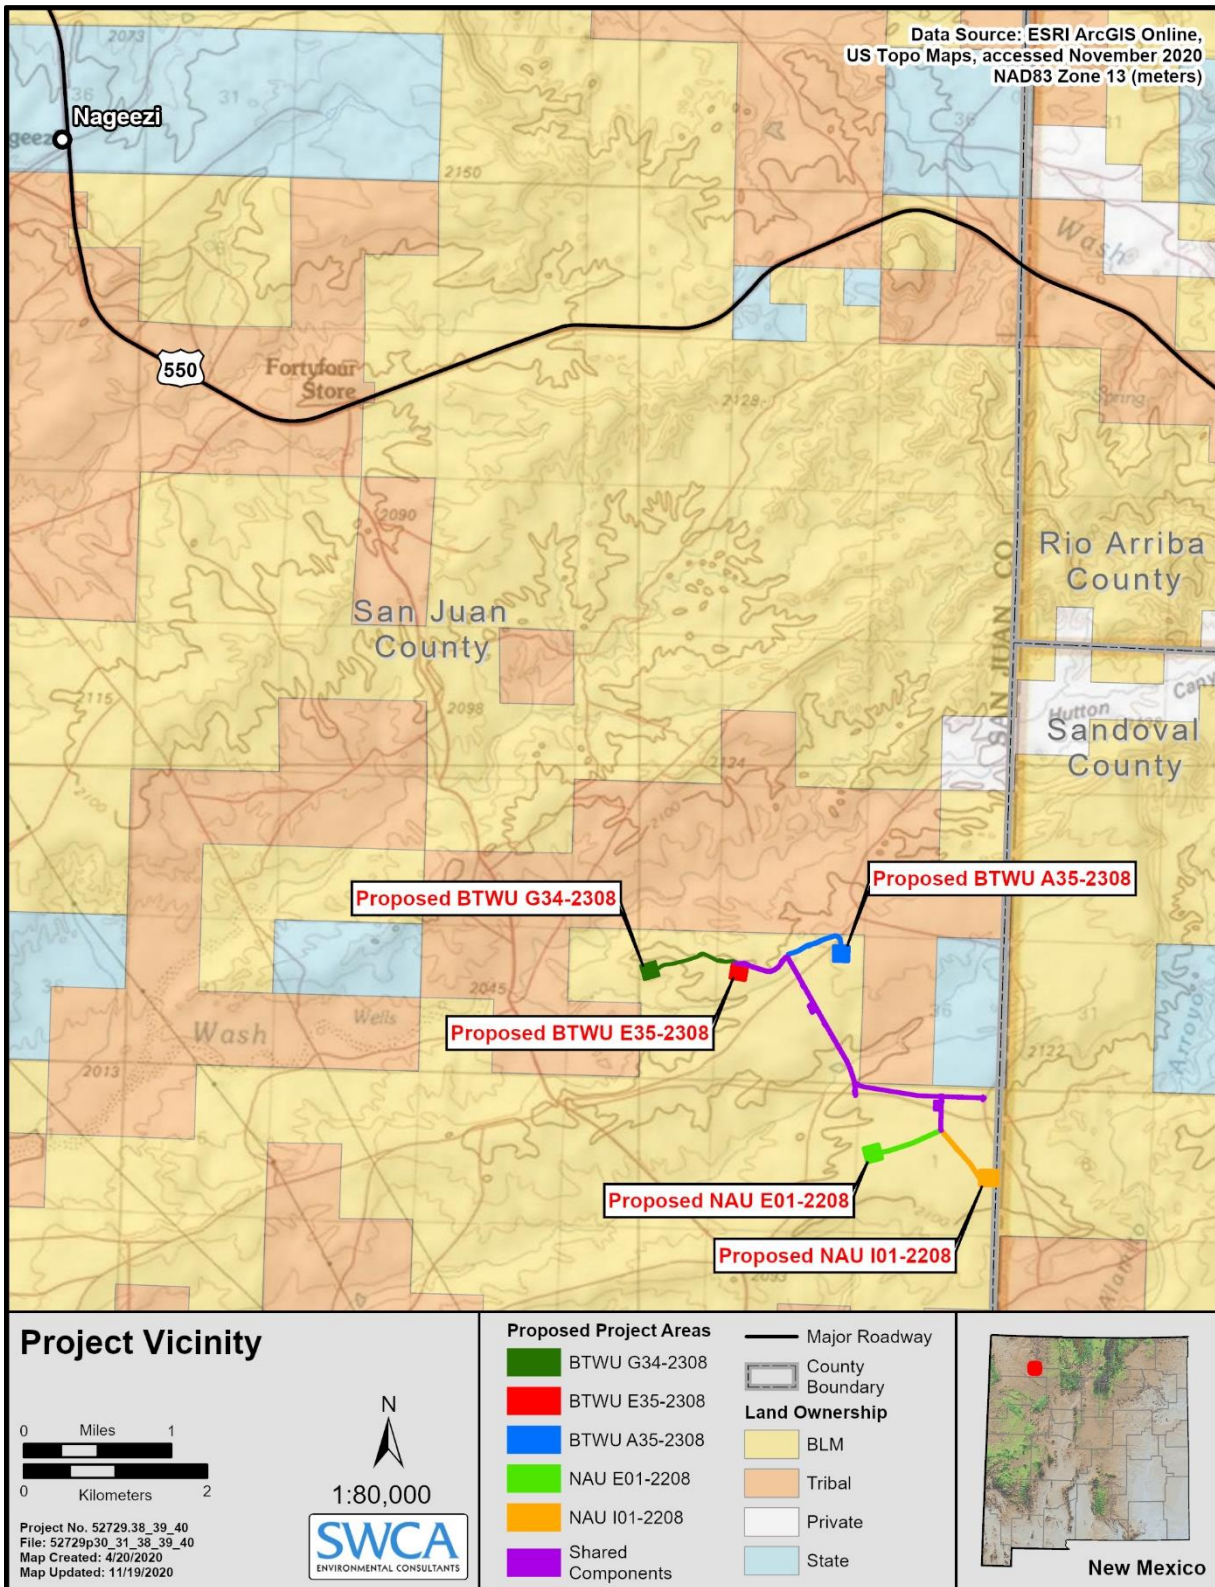 Data Source: ESRI ArcGIS Online,
US Topo Maps, accessed November 2020
NAD83 Zone 13 (meters)
2073
36
31
36
31
Nageezi
2150
Wash
550
Fortyfour
Store
2128
Spring
2090
Rio Arriba
County
SAN JUAN CO
San Juan
County
2115
2098
Hutton
Cany
Sandoval
County
2124
2100
2100
Proposed BTWU A35-2308
Proposed BTWU G34-2308
2045
Wells
Wash
Proposed BTWU E35-2308
36
Arroyo
2122
2013
1
Proposed NAU E01-2208
2100
Proposed NAU I01-2208
2093
Project Vicinity
0 Miles 1
0 Kilometers 2
N
1:80,000
Project No. 52729.38_39_40
File: 52729p30_31_38_39_40
Map Created: 4/20/2020
Map Updated: 11/19/2020
SWCA
ENVIRONMENTAL CONSULTANTS
Proposed Project Areas
BTWU G34-2308
BTWU E35-2308
BTWU A35-2308
NAU E01-2208
NAU I01-2208
Shared
Components
Major Roadway
County
Boundary
Land Ownership
BLM
Tribal
Private
State
New Mexico